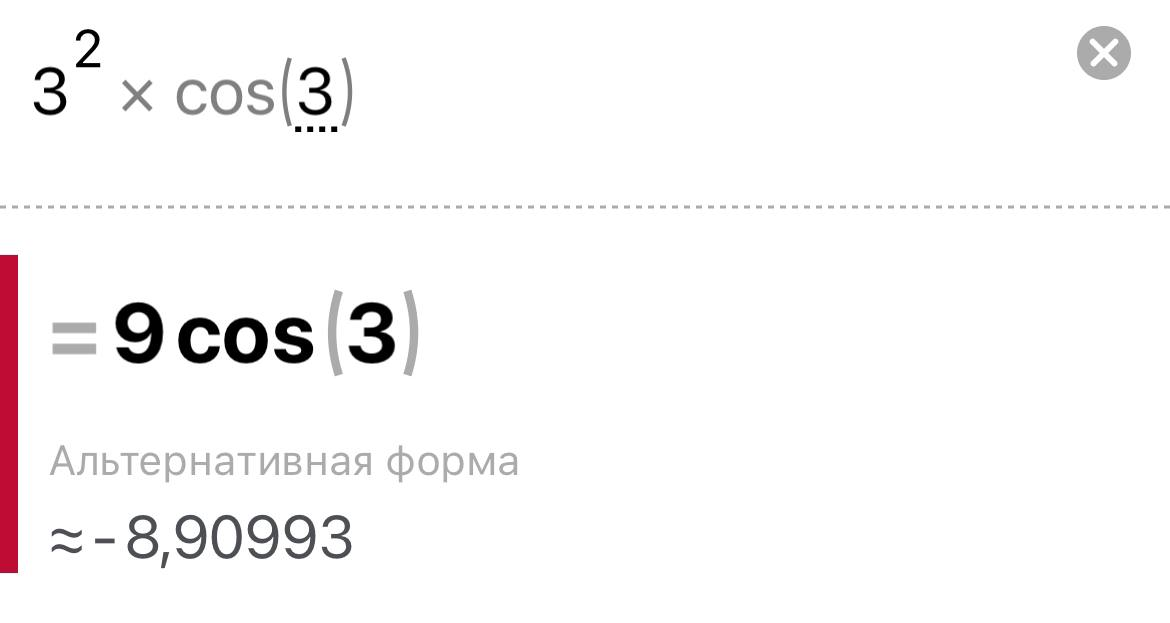 3² × cos(3)
= 9 cos(3)
Альтернативная форма
≈ -8,90993